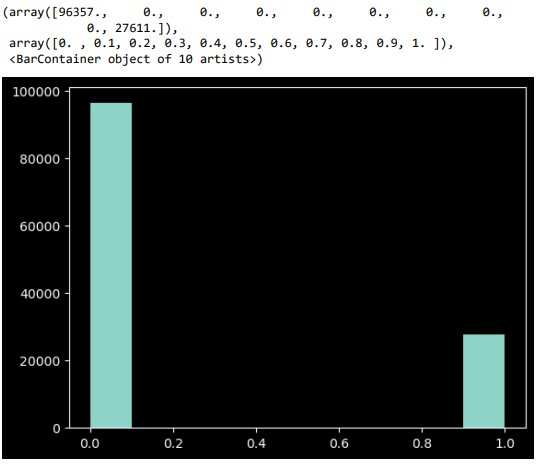 (array([96357., 0., 0., 0., 0., 0., 0., 0.,
0., 27611.]),
array([0. , 0.1, 0.2, 0.3, 0.4, 0.5, 0.6, 0.7, 0.8, 0.9, 1. ]),
<BarContainer object of 10 artists>)
100000
80000
60000
40000
20000
0
0.0 0.2 0.4 0.6 0.8 1.0